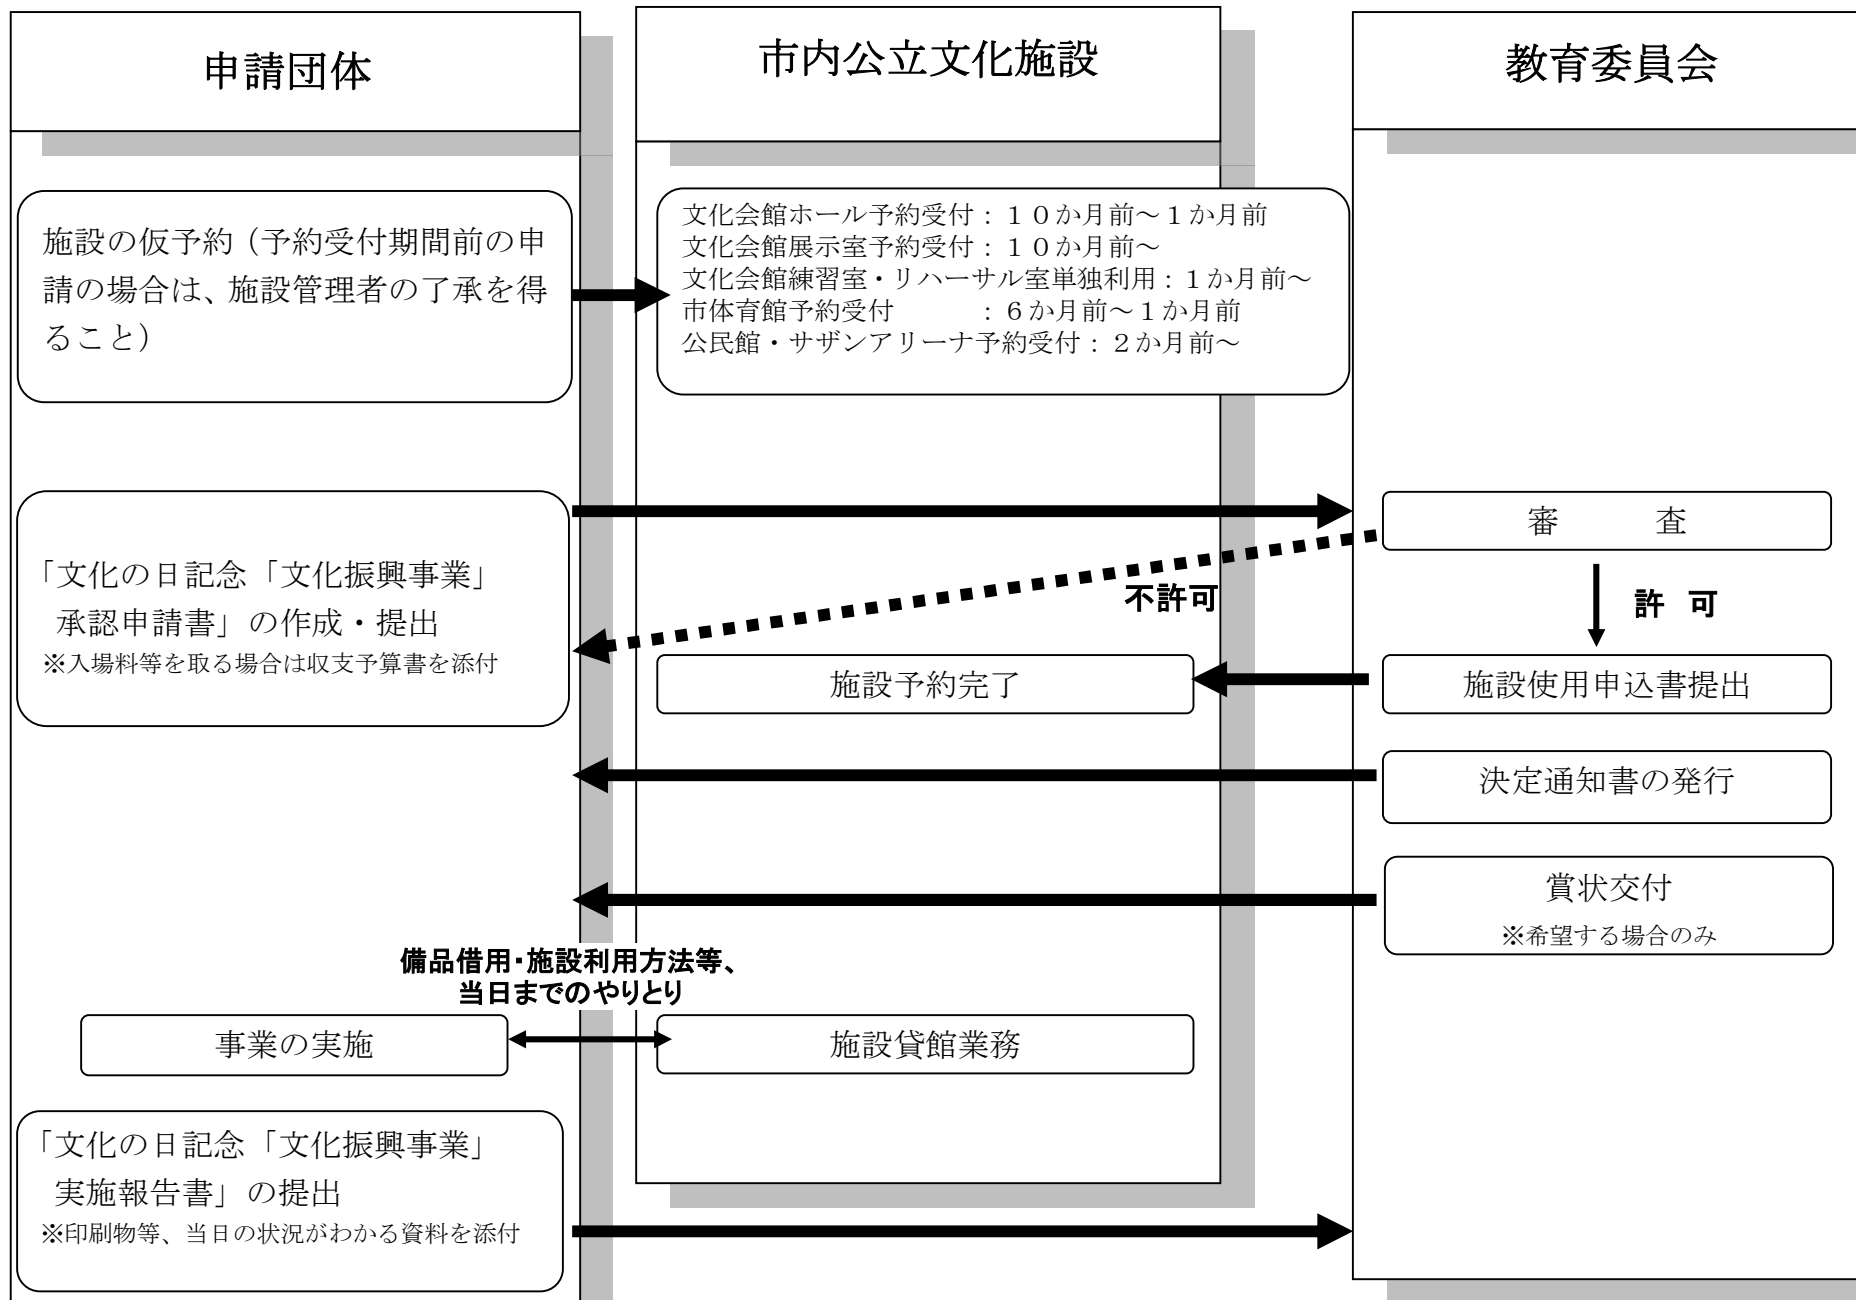 申請団体
市内公立文化施設
教育委員会
施設の仮予約（予約受付期間前の申
請の場合は、施設管理者の了承を得
ること）
文化会館ホール予約受付：１０か月前～１か月前
文化会館展示室予約受付：１０か月前～
文化会館練習室・リハーサル室単独利用：１か月前～
市体育館予約受付　　　：６か月前～１か月前
公民館・サザンアリーナ予約受付：２か月前～
「文化の日記念「文化振興事業」
承認申請書」の作成・提出
※入場料等を取る場合は収支予算書を添付
審　　査
不許可
許　可
施設予約完了
施設使用申込書提出
決定通知書の発行
賞状交付
※希望する場合のみ
備品借用・施設利用方法等、
当日までのやりとり
事業の実施
施設貸館業務
「文化の日記念「文化振興事業」
実施報告書」の提出
※印刷物等、当日の状況がわかる資料を添付